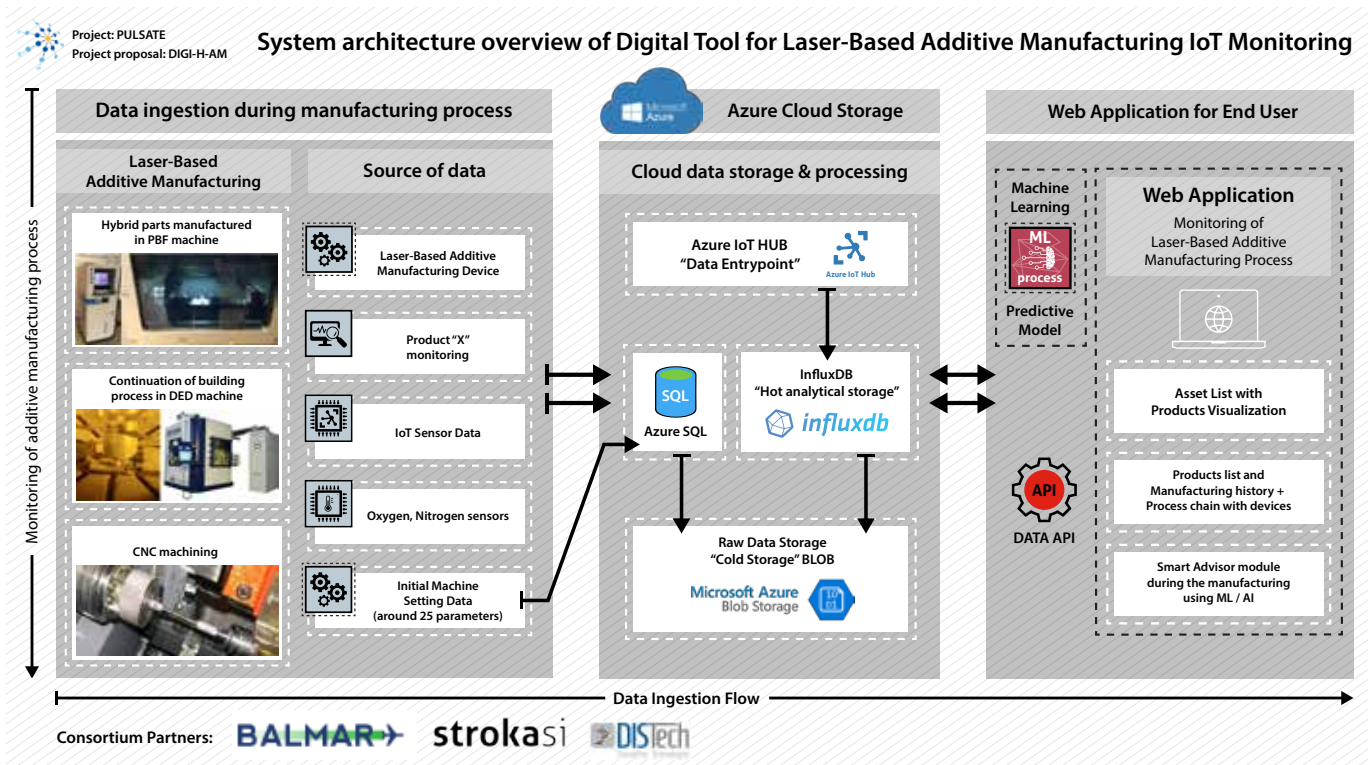 Project: PULSATE
Project proposal: DIGI-H-AM
System architecture overview of Digital Tool for Laser-Based Additive Manufacturing IoT Monitoring
Monitoring of additive manufacturing process
Data ingestion during manufacturing process
Laser-Based
Additive Manufacturing
Hybrid parts manufactured
in PBF machine
Continuation of building
process in DED machine
CNC machining
Source of data
Laser-Based Additive
Manufacturing Device
Product “X”
monitoring
IoT Sensor Data
Oxygen, Nitrogen sensors
Initial Machine
Setting Data
(around 25 parameters)
Microsoft
Azure
Azure Cloud Storage
Cloud data storage & processing
Azure IoT HUB
“Data Entrypoint”
Azure IoT Hub
SQL
Azure SQL
InfluxDB
“Hot analytical storage”
influxdb
Raw Data Storage
“Cold Storage” BLOB
Microsoft Azure
Blob Storage
10
01
Web Application for End User
Machine
Learning
ML
process
Predictive
Model
API
DATA API
Web Application
Monitoring of
Laser-Based Additive
Manufacturing Process
Asset List with
Products Visualization
Products list and
Manufacturing history +
Process chain with devices
Smart Advisor module
during the manufacturing
using ML / AI
Data Ingestion Flow
Consortium Partners:
BALMAR
strokasi
DISTech